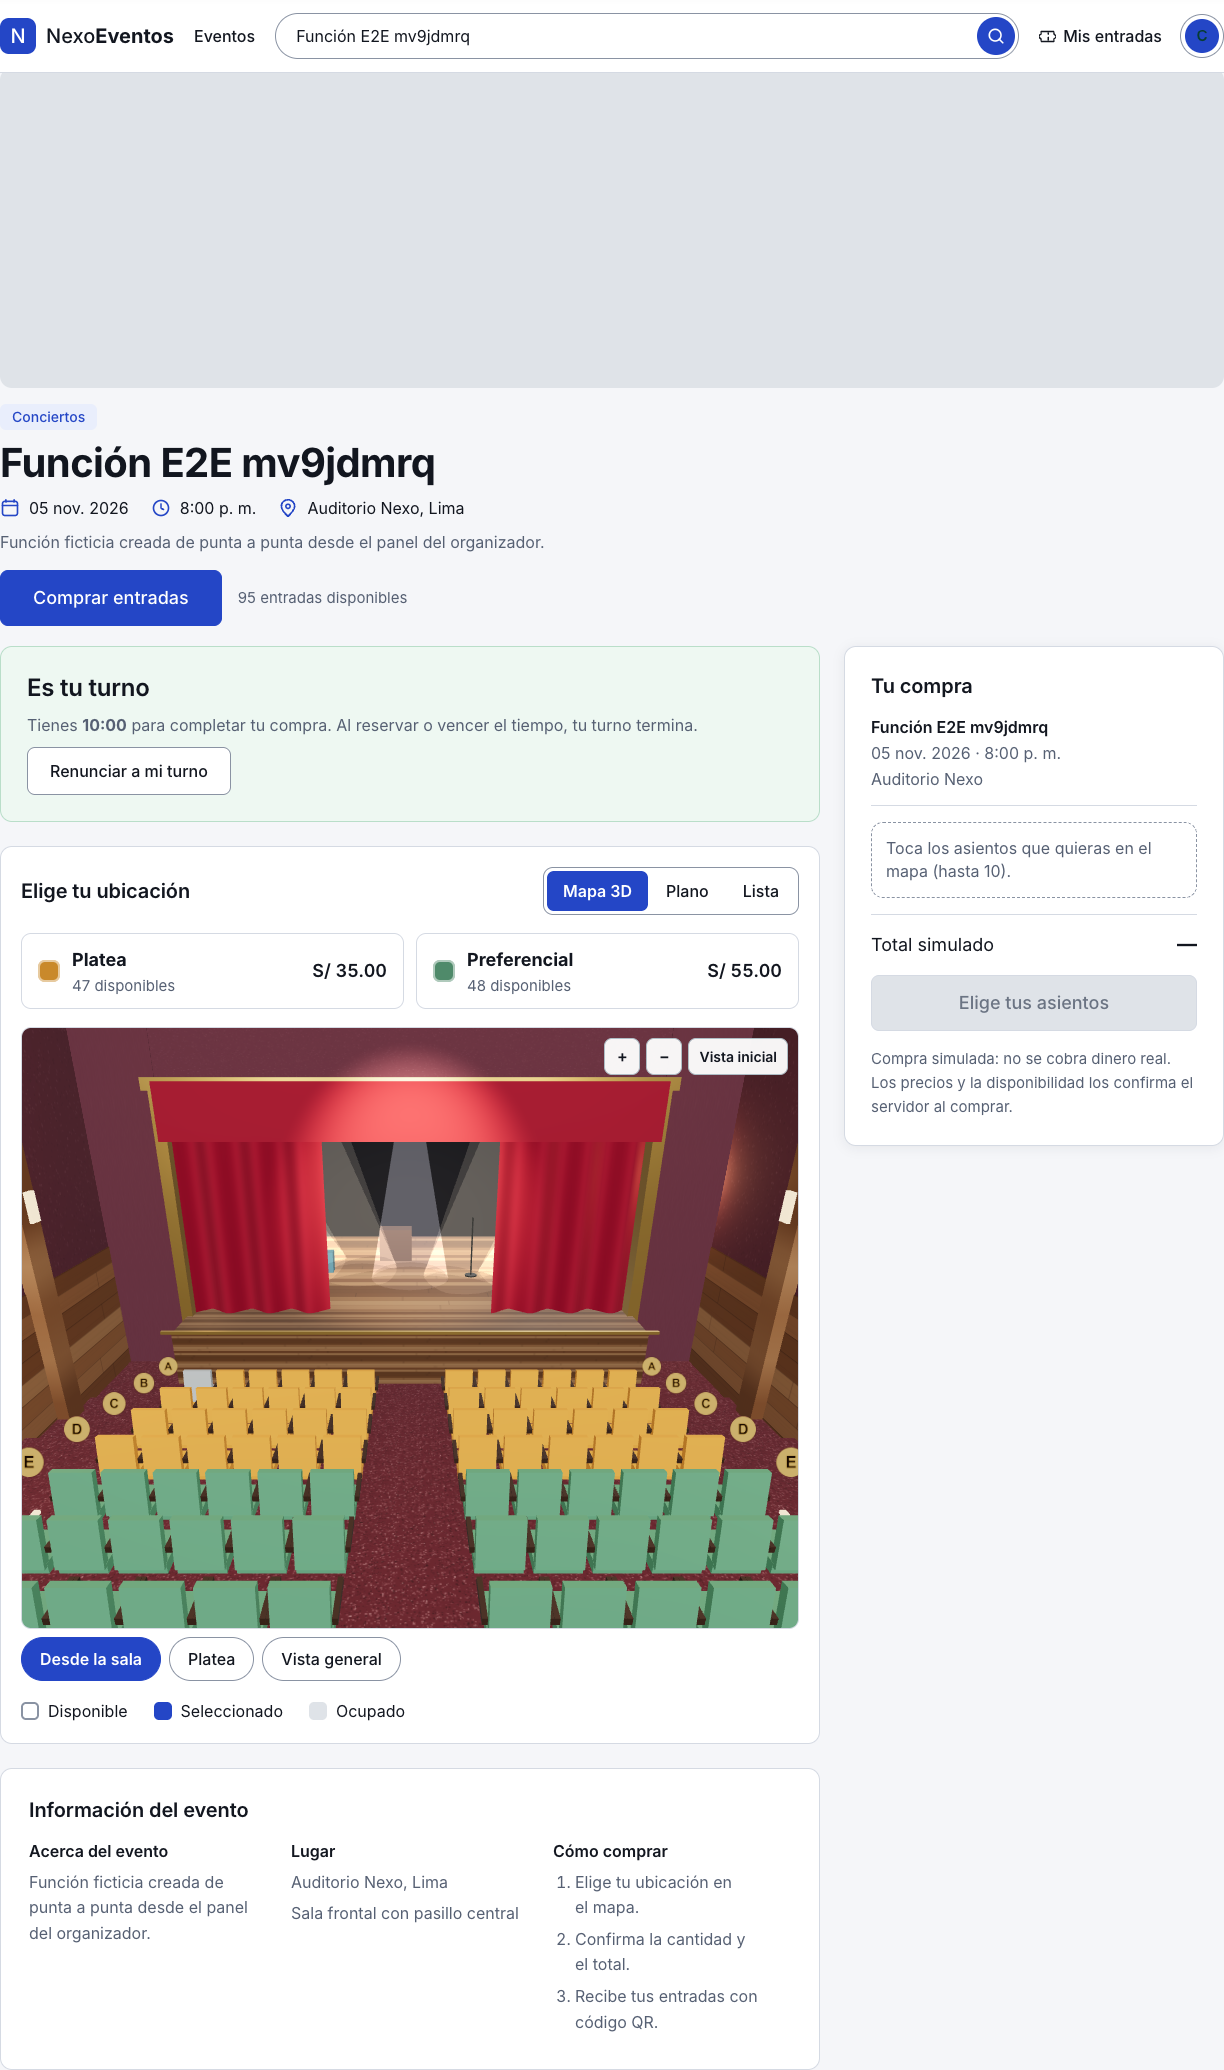 N NexoEventos Eventos Función E2E mv9jdmrq Mis entradas C
Conciertos
Función E2E mv9jdmrq
05 nov. 2026 8:00 p. m. Auditorio Nexo, Lima
Función ficticia creada de punta a punta desde el panel del organizador.
Comprar entradas 95 entradas disponibles
Es tu turno
Tienes 10:00 para completar tu compra. Al reservar o vencer el tiempo, tu turno termina.
Renunciar a mi turno
Elige tu ubicación Mapa 3D Plano Lista
Platea
47 disponibles
S/ 35.00
Preferencial
48 disponibles
S/ 55.00
+ − Vista inicial
A A
B B
C C
D D
E E
Desde la sala Platea Vista general
Disponible Seleccionado Ocupado
Tu compra
Función E2E mv9jdmrq
05 nov. 2026 · 8:00 p. m.
Auditorio Nexo
Toca los asientos que quieras en el
mapa (hasta 10).
Total simulado —
Elige tus asientos
Compra simulada: no se cobra dinero real.
Los precios y la disponibilidad los confirma el
servidor al comprar.
Información del evento
Acerca del evento
Función ficticia creada de
punta a punta desde el panel
del organizador.
Lugar
Auditorio Nexo, Lima
Sala frontal con pasillo central
Cómo comprar
1. Elige tu ubicación en
el mapa.
2. Confirma la cantidad y
el total.
3. Recibe tus entradas con
código QR.